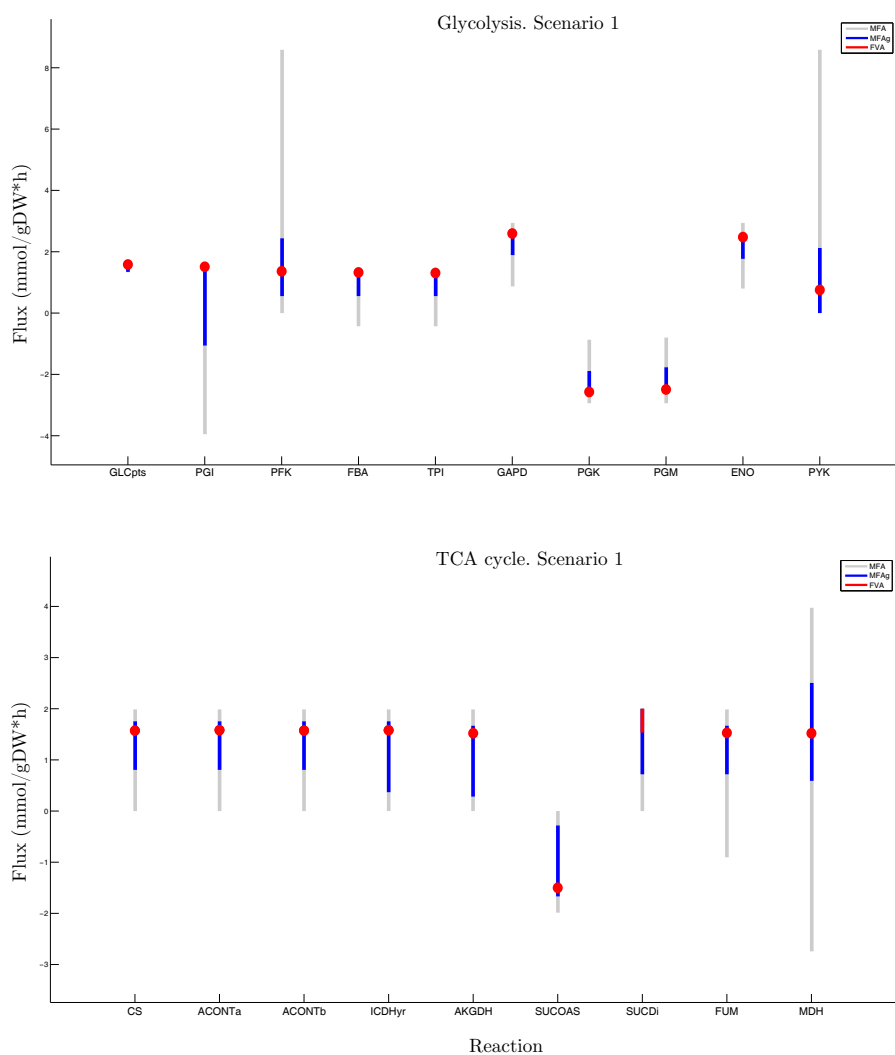 Glycolysis. Scenario 1
MFA
MFAg
FVA
Flux (mmol/gDW*h)
8
6
4
2
0
−2
−4
GLCpts PGI PFK FBA TPI GAPD PGK PGM ENO PYK
TCA cycle. Scenario 1
MFA
MFAg
FVA
Flux (mmol/gDW*h)
4
3
2
1
0
−1
−2
−3
CS ACONTa ACONTb ICDHyr AKGDH SUCOAS SUCDi FUM MDH
Reaction